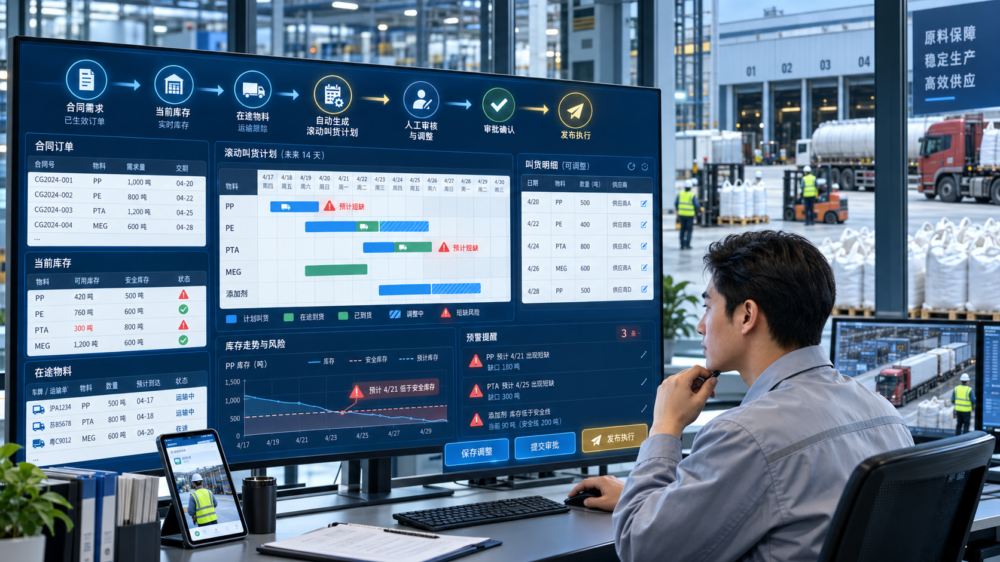 合同需求
已生效订单
当前库存
实时库存
在途物料
运输跟踪
自动生成
滚动叫货计划
人工审核
与调整
审批确认
发布执行
原料保障
稳定生产
高效供应
01 02 03 04
合同订单
合同号 物料 需求量 交期
CG2024-001 PP 1,000 吨 04-20
CG2024-002 PE 800 吨 04-22
CG2024-003 PTA 1,200 吨 04-25
CG2024-004 MEG 600 吨 04-28
...
当前库存
物料 可用库存 安全库存 状态
PP 420 吨 500 吨
PE 760 吨 600 吨
PTA 300 吨 800 吨
MEG 1,200 吨 600 吨
在途物料
车牌 / 运输单 物料 数量 预计到达 状态
沪A1234 PP 500 吨 04-17 运输中
苏B5678 PTA 800 吨 04-18 运输中
粤C9012 MEG 600 吨 04-20 在途
...
滚动叫货计划（未来 14 天）
物料 4/17 4/18 4/19 4/20 4/21 4/22 4/23 4/24 4/25 4/26 4/27 4/28 4/29 4/30
周四 周五 周六 周日 周一 周二 周三 周四 周五 周六 周日 周一 周二 周三
PP 预计短缺
PE
PTA 预计短缺
MEG
添加剂
计划叫货 在途到货 已到货 调整中 短缺风险
叫货明细（可调整）
日期 物料 数量（吨） 供应商
4/20 PP 500 供应商A
4/22 PE 400 供应商B
4/24 PTA 800 供应商C
4/26 MEG 600 供应商A
4/28 PP 500 供应商D
库存走势与风险
PP 库存（吨） 库存 安全库存 预计库存
1,500
1,000
500
0
预计 4/21 低于安全库存
4/17 4/19 4/21 4/23 4/25 4/27 4/29
预警提醒 3 条
PP 预计 4/21 出现短缺
缺口 180 吨
PTA 预计 4/25 出现短缺
缺口 300 吨
添加剂 库存低于安全线
当前 90 吨（安全线 200 吨）
保存调整 提交审批 发布执行